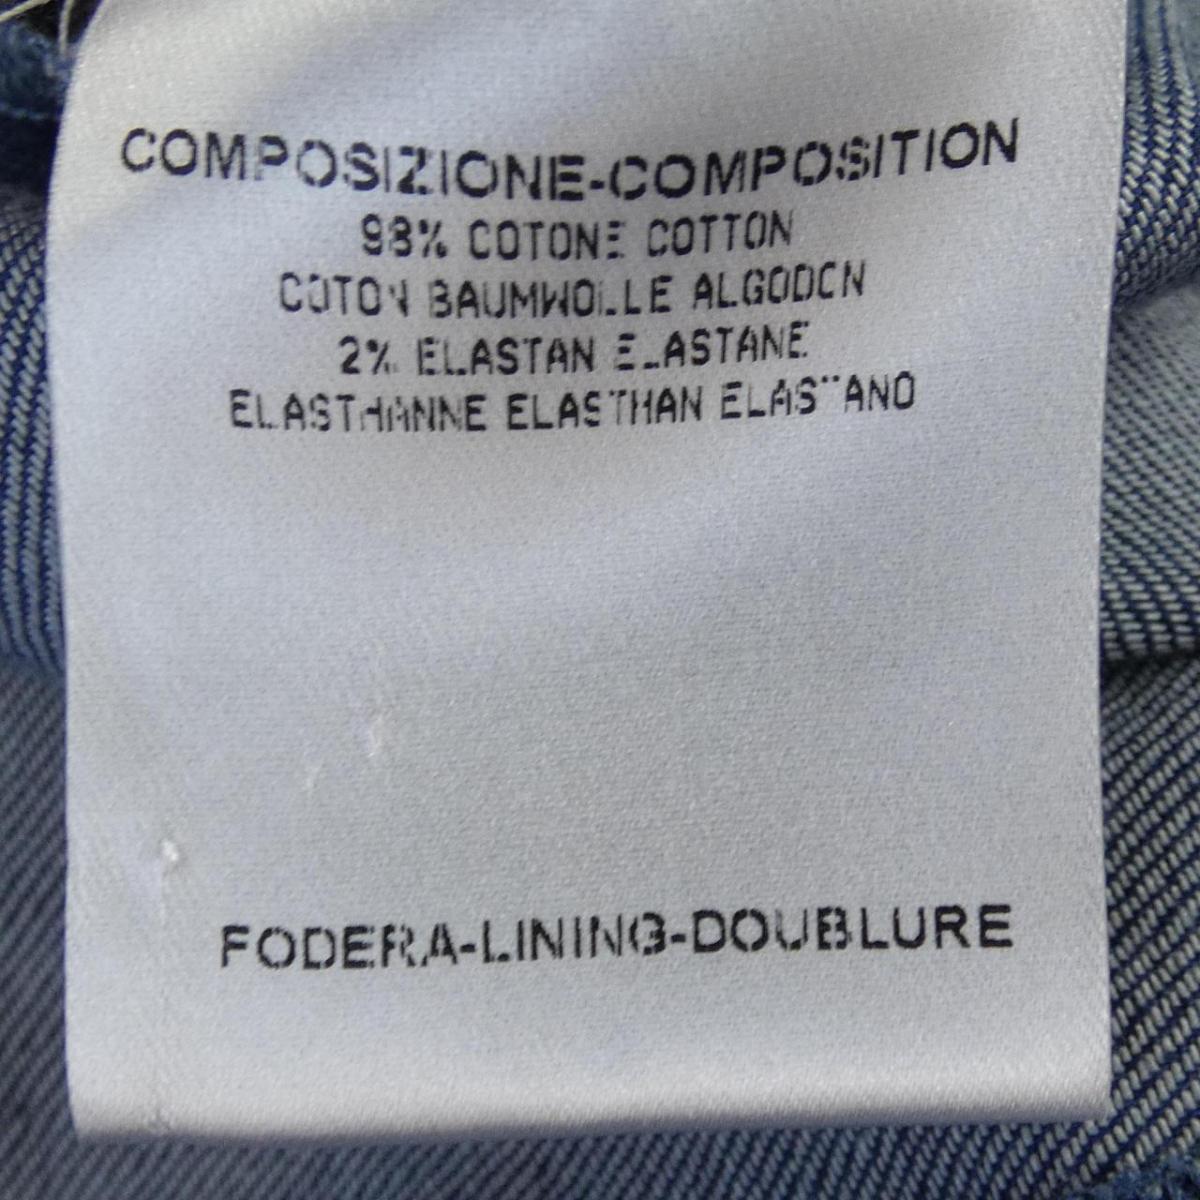 COMPOSIZIONE-COMPOSITION
98% COTONE COTTON
COTON BAUMWOLLE ALGODON
2% ELASTAN ELASTANE
ELASTHANNE ELASTHAN ELASTANO
FODERA-LINING-DOUBLURE